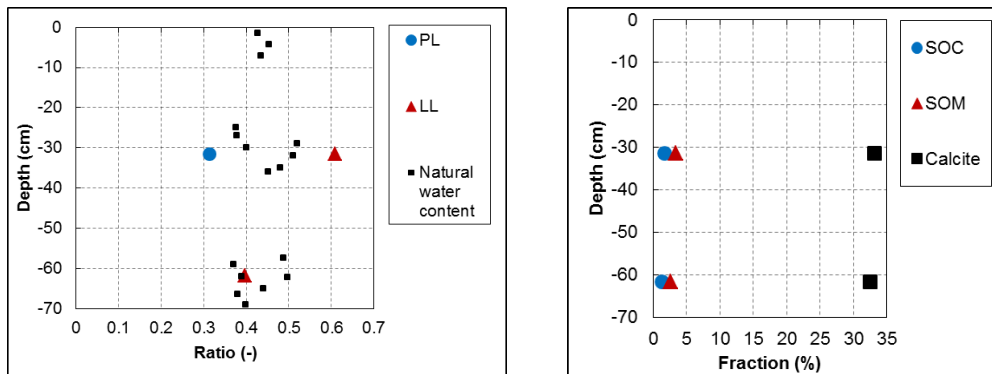 0
-10
-20
-30
-40
-50
-60
-70
Depth (cm)
0 0.1 0.2 0.3 0.4 0.5 0.6 0.7
Ratio (-)
PL
LL
Natural
water
content
0
-10
-20
-30
-40
-50
-60
-70
Depth (cm)
0 5 10 15 20 25 30 35
Fraction (%)
SOC
SOM
Calcite